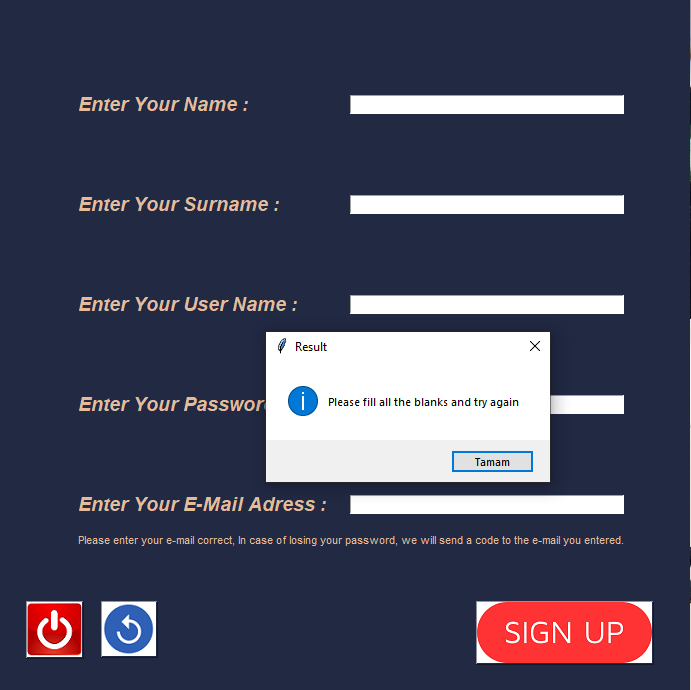 Enter Your Name :
Enter Your Surname :
Enter Your User Name :
Result
Please fill all the blanks and try again
Enter Your Password
Tamam
Enter Your E-Mail Adress :
Please enter your e-mail correct, In case of losing your password, we will send a code to the e-mail you entered.
SIGN UP